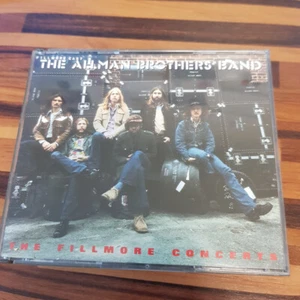 THE ALLMAN BROTHERS BAND
THE FILLMORE CONCERTS